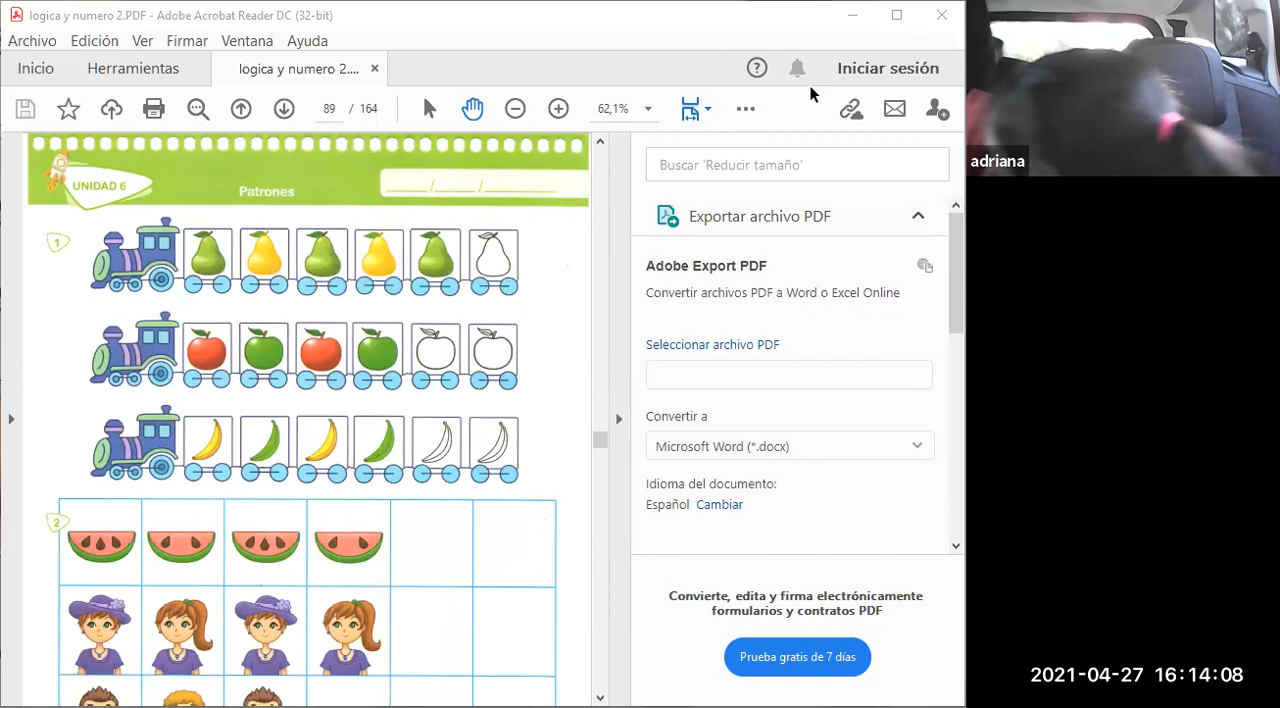 logica y numero 2.PDF - Adobe Acrobat Reader DC (32-bit)
Archivo Edición Ver Firmar Ventana Ayuda
Inicio Herramientas logica y numero 2.... × Iniciar sesión
89 / 164 62,1%
adriana
UNIDAD 6
Patrones
____/____/________
1
2
Buscar 'Reducir tamaño'
Exportar archivo PDF
Adobe Export PDF
Convertir archivos PDF a Word o Excel Online
Seleccionar archivo PDF
Convertir a
Microsoft Word (*.docx)
Idioma del documento:
Español Cambiar
Convierte, edita y firma electrónicamente
formularios y contratos PDF
Prueba gratis de 7 días
2021-04-27 16:14:08